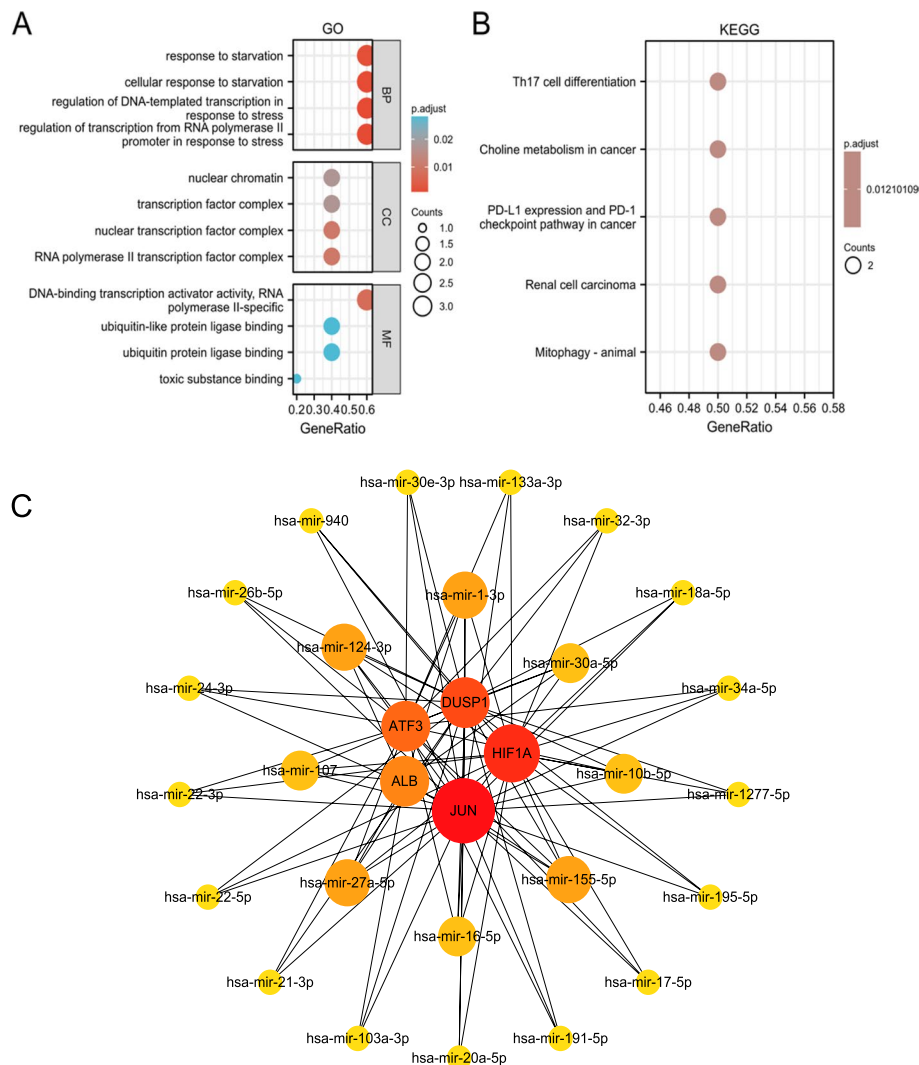 A
GO
response to starvation
cellular response to starvation
regulation of DNA-templated transcription in
response to stress
regulation of transcription from RNA polymerase II
promoter in response to stress
BP
nuclear chromatin
transcription factor complex
nuclear transcription factor complex
RNA polymerase II transcription factor complex
CC
DNA-binding transcription activator activity, RNA
polymerase II-specific
ubiquitin-like protein ligase binding
ubiquitin protein ligase binding
toxic substance binding
MF
0.20.30.40.50.6
GeneRatio
p.adjust
0.02
0.01
Counts
1.0
1.5
2.0
2.5
3.0
B
KEGG
Th17 cell differentiation
Choline metabolism in cancer
PD-L1 expression and PD-1
checkpoint pathway in cancer
Renal cell carcinoma
Mitophagy - animal
0.46 0.48 0.50 0.52 0.54 0.56 0.58
GeneRatio
p.adjust
0.01210109
Counts
2
C
hsa-mir-30e-3p
hsa-mir-133a-3p
hsa-mir-940
hsa-mir-32-3p
hsa-mir-26b-5p
hsa-mir-1-3p
hsa-mir-18a-5p
hsa-mir-124-3p
hsa-mir-30a-5p
hsa-mir-24-3p
hsa-mir-34a-5p
DUSP1
ATF3
HIF1A
hsa-mir-107
ALB
hsa-mir-10b-5p
hsa-mir-22-3p
hsa-mir-1277-5p
JUN
hsa-mir-27a-5p
hsa-mir-155-5p
hsa-mir-22-5p
hsa-mir-195-5p
hsa-mir-16-5p
hsa-mir-21-3p
hsa-mir-17-5p
hsa-mir-103a-3p
hsa-mir-191-5p
hsa-mir-20a-5p